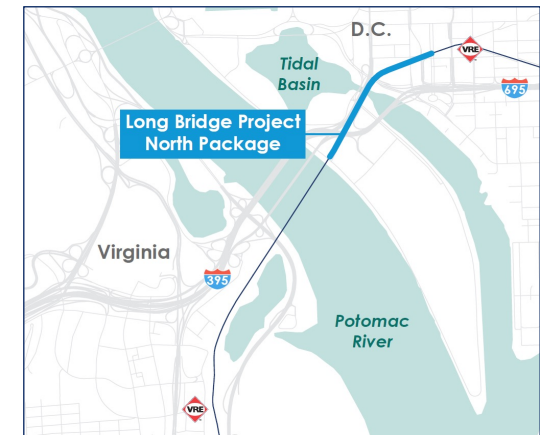 D.C.
VRE
Tidal
Basin
695
Long Bridge Project
North Package
Virginia
395
Potomac
River
VRE